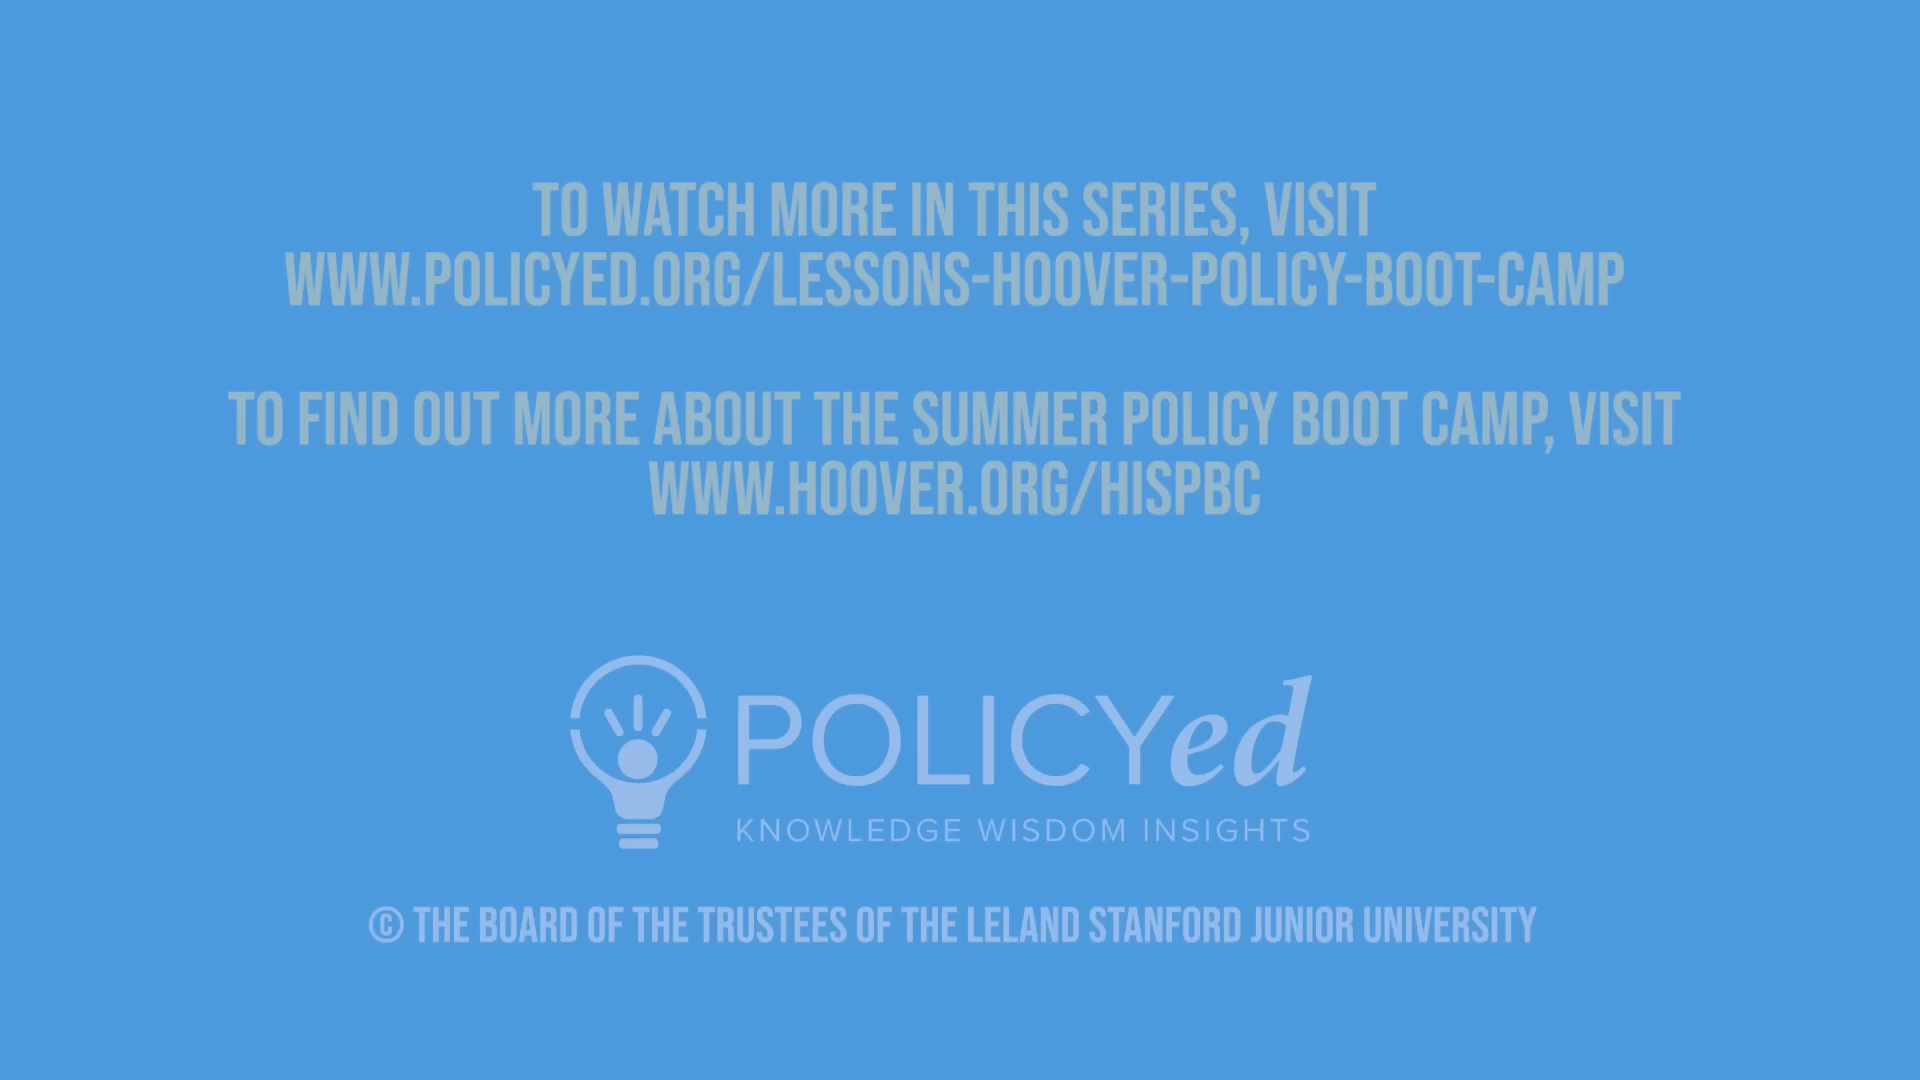 TO WATCH MORE IN THIS SERIES, VISIT
WWW.POLICYED.ORG/LESSONS-HOOVER-POLICY-BOOT-CAMP
TO FIND OUT MORE ABOUT THE SUMMER POLICY BOOT CAMP, VISIT
WWW.HOOVER.ORG/HISPBC
POLICYed
KNOWLEDGE WISDOM INSIGHTS
© THE BOARD OF THE TRUSTEES OF THE LELAND STANFORD JUNIOR UNIVERSITY